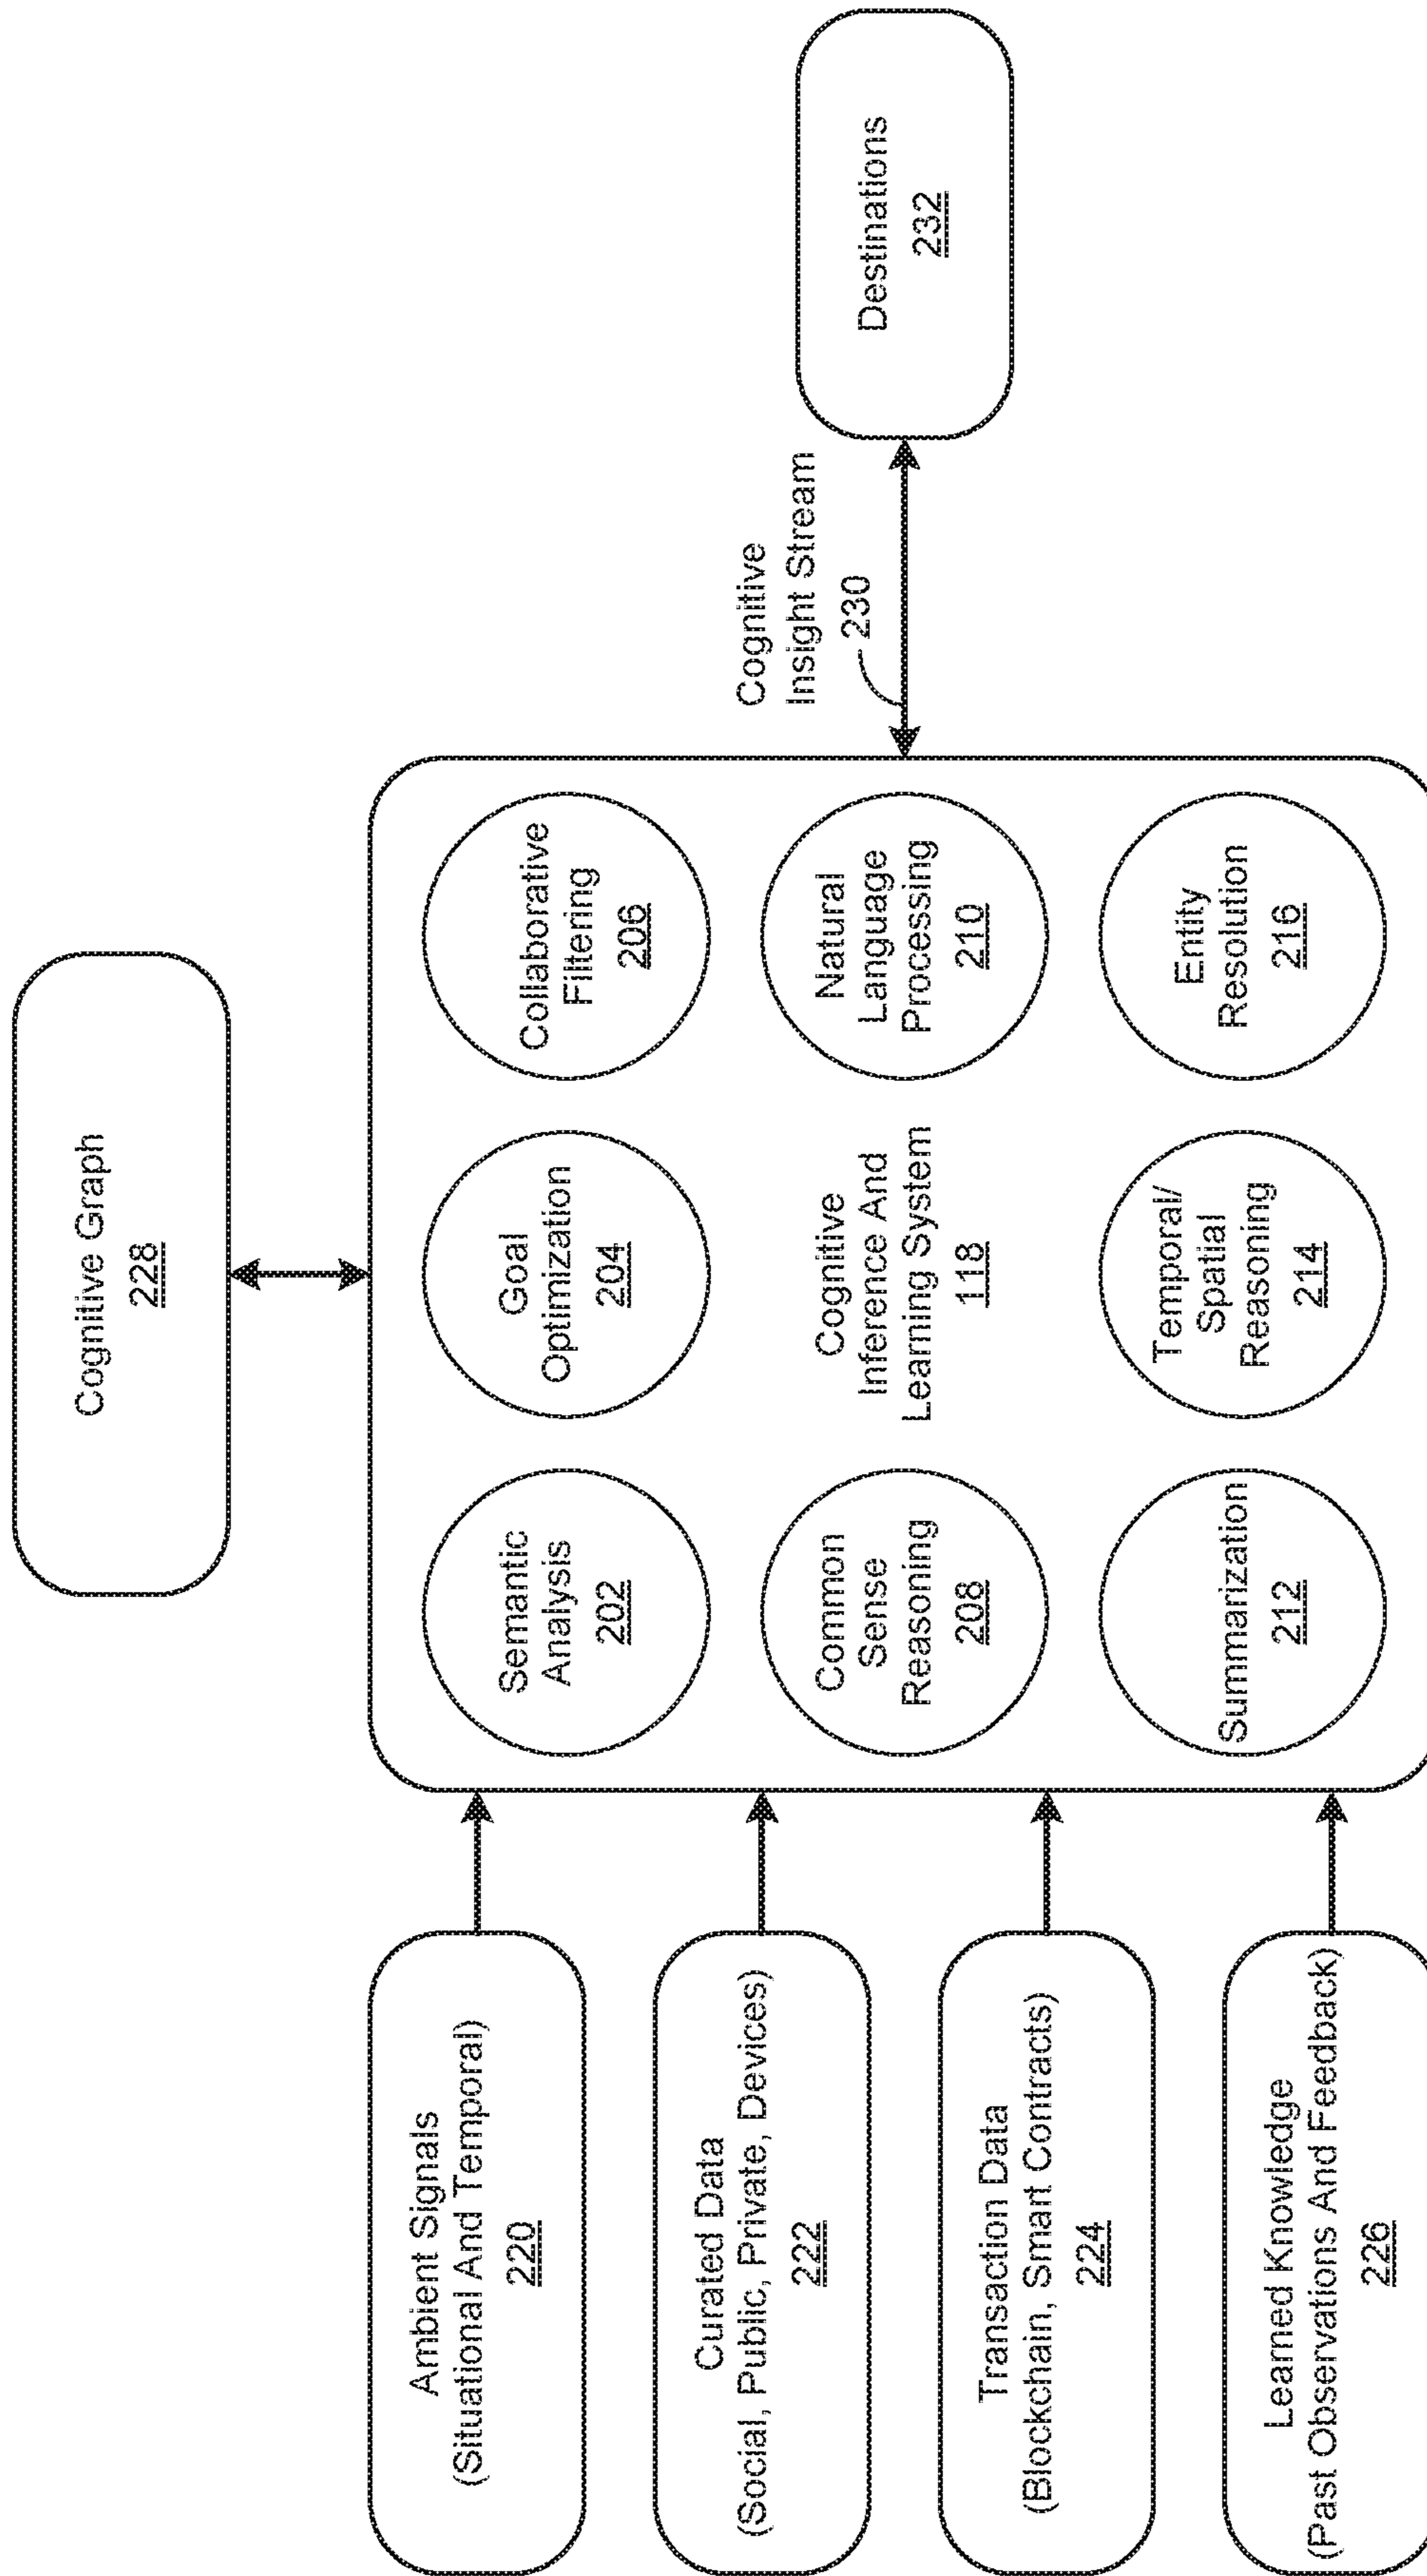 Cognitive Graph
228
Ambient Signals
(Situational And Temporal)
220
Curated Data
(Social, Public, Private, Devices)
222
Transaction Data
(Blockchain, Smart Contracts)
224
Learned Knowledge
(Past Observations And Feedback)
226
Semantic
Analysis
202
Goal
Optimization
204
Collaborative
Filtering
206
Common
Sense
Reasoning
208
Cognitive
Inference And
Learning System
118
Natural
Language
Processing
210
Summarization
212
Temporal/
Spatial
Reasoning
214
Entity
Resolution
216
Cognitive
Insight Stream
230
Destinations
232